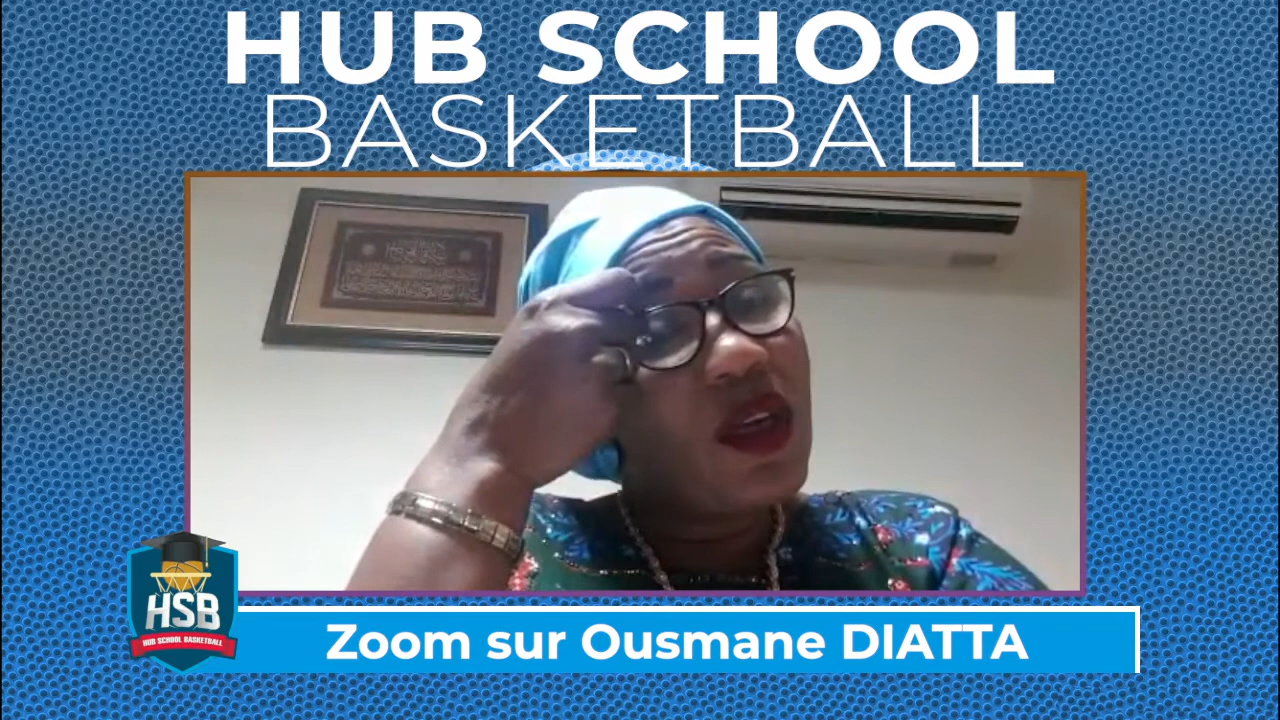 HUB SCHOOL
BASKETBALL
HSB
HUB SCHOOL BASKETBALL
Zoom sur Ousmane DIATTA